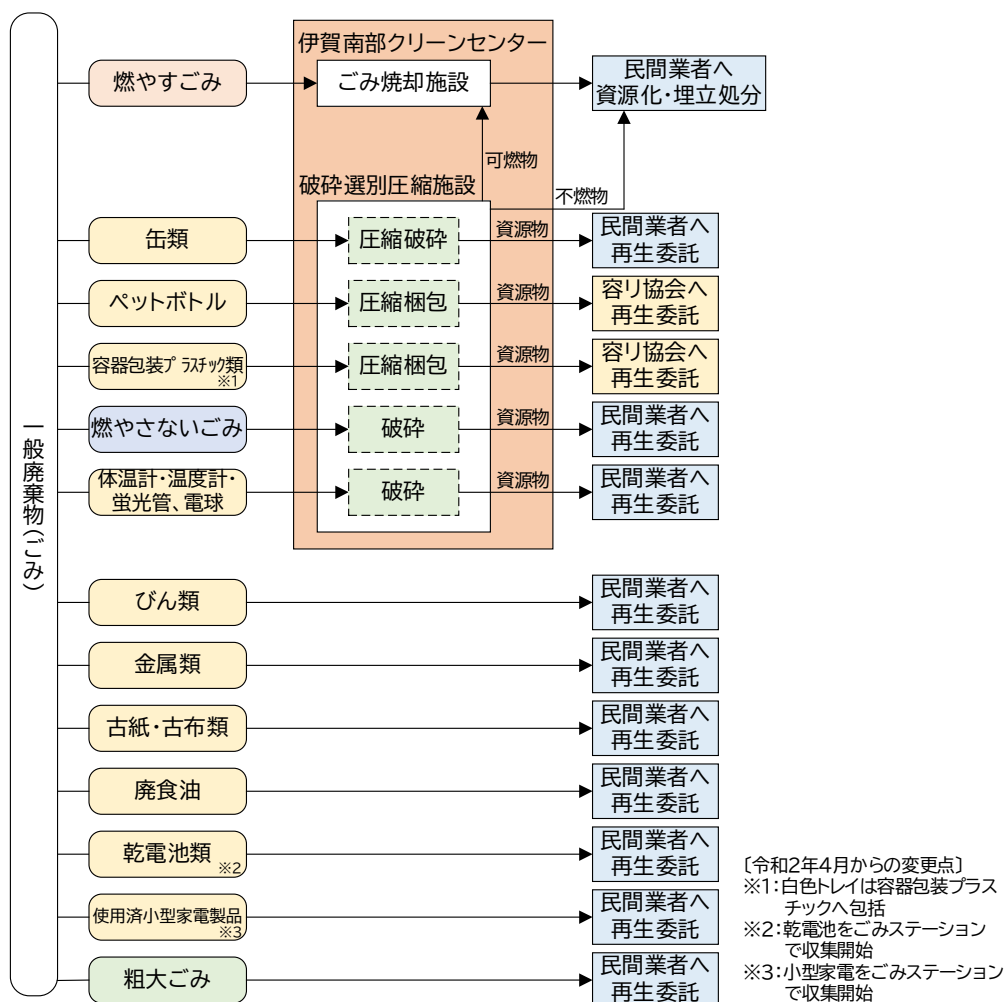 一般廃棄物(ごみ)
伊賀南部クリーンセンター
燃やすごみ
ごみ焼却施設
民間業者へ
資源化・埋立処分
可燃物
不燃物
破砕選別圧縮施設
缶類
圧縮破砕
資源物
民間業者へ
再生委託
ペットボトル
圧縮梱包
資源物
容リ協会へ
再生委託
容器包装プラスチック類
※1
圧縮梱包
資源物
容リ協会へ
再生委託
燃やさないごみ
破砕
資源物
民間業者へ
再生委託
体温計・温度計・
蛍光管、電球
破砕
資源物
民間業者へ
再生委託
びん類
民間業者へ
再生委託
金属類
民間業者へ
再生委託
古紙・古布類
民間業者へ
再生委託
廃食油
民間業者へ
再生委託
乾電池類
※2
民間業者へ
再生委託
使用済小型家電製品
※3
民間業者へ
再生委託
粗大ごみ
民間業者へ
再生委託
〔令和2年4月からの変更点〕
※1：白色トレイは容器包装プラス
チックへ包括
※2：乾電池をごみステーション
で収集開始
※3：小型家電をごみステーション
で収集開始